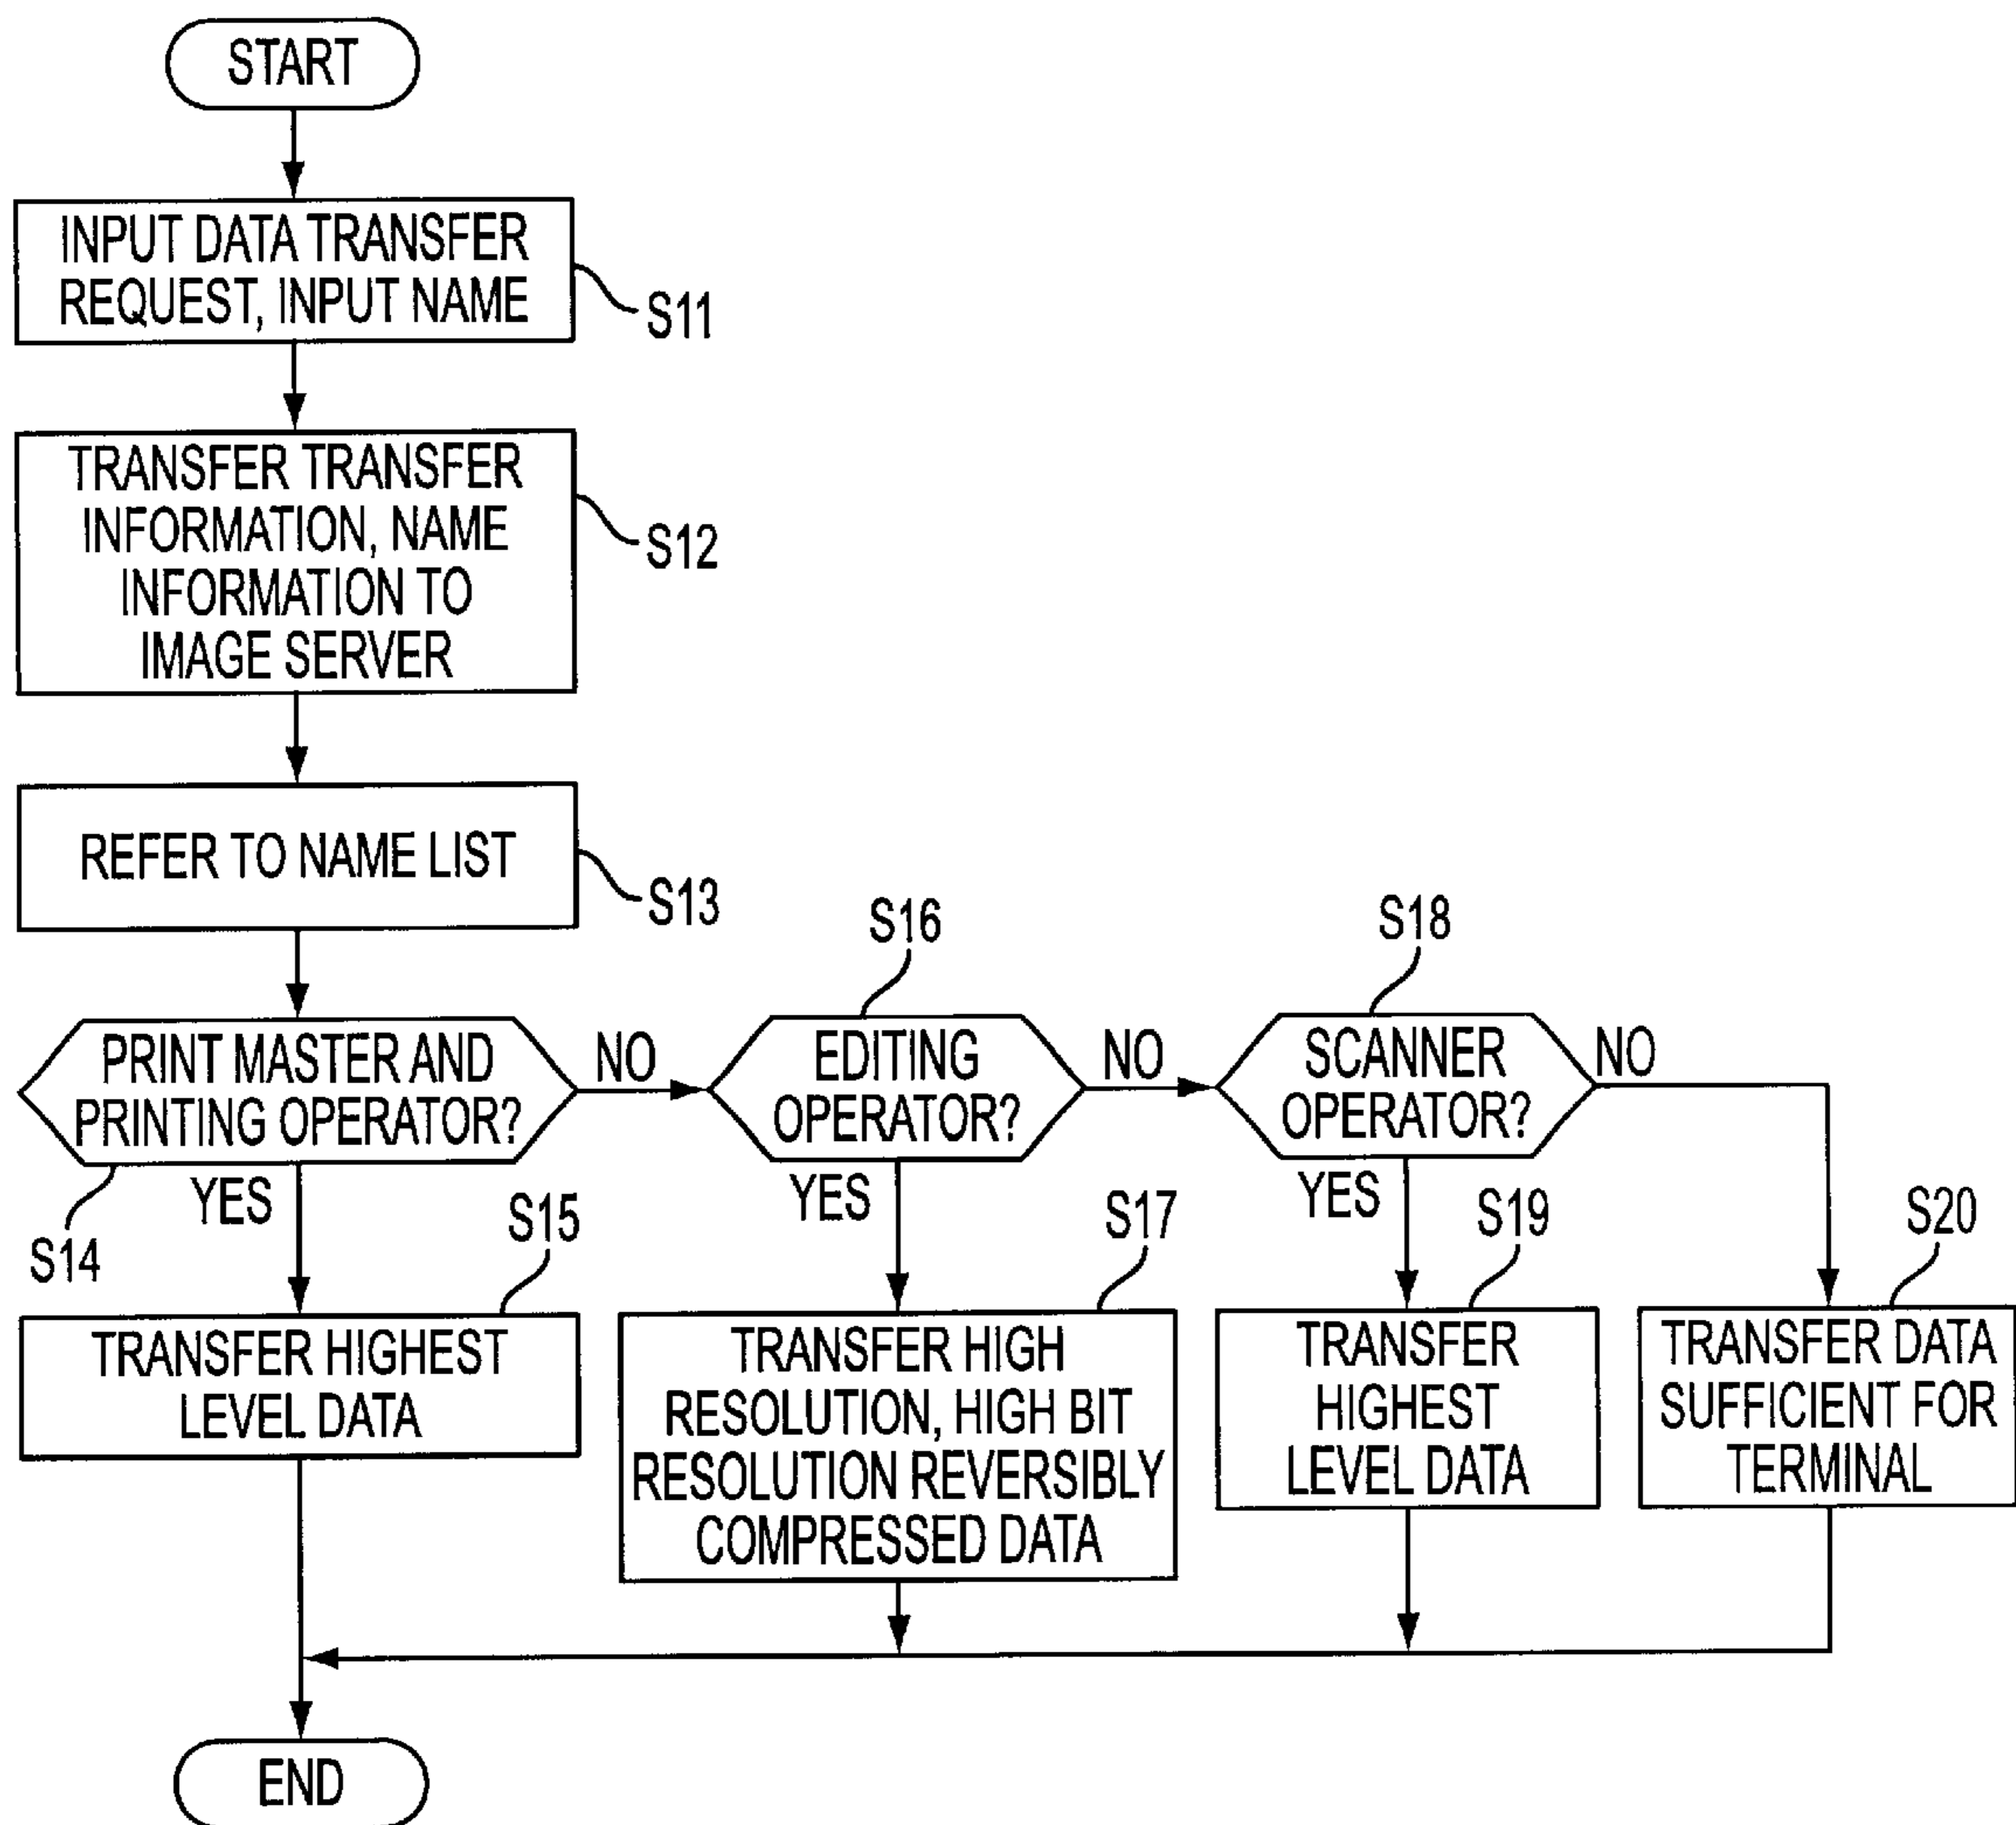 START
INPUT DATA TRANSFER
REQUEST, INPUT NAME
S11
TRANSFER TRANSFER
INFORMATION, NAME
INFORMATION TO
IMAGE SERVER
S12
REFER TO NAME LIST
S13
PRINT MASTER AND
PRINTING OPERATOR?
S14
NO
YES
S16
EDITING
OPERATOR?
NO
YES
S18
SCANNER
OPERATOR?
NO
YES
S15
TRANSFER HIGHEST
LEVEL DATA
S17
TRANSFER HIGH
RESOLUTION, HIGH BIT
RESOLUTION REVERSIBLY
COMPRESSED DATA
S19
TRANSFER
HIGHEST
LEVEL DATA
S20
TRANSFER DATA
SUFFICIENT FOR
TERMINAL
END